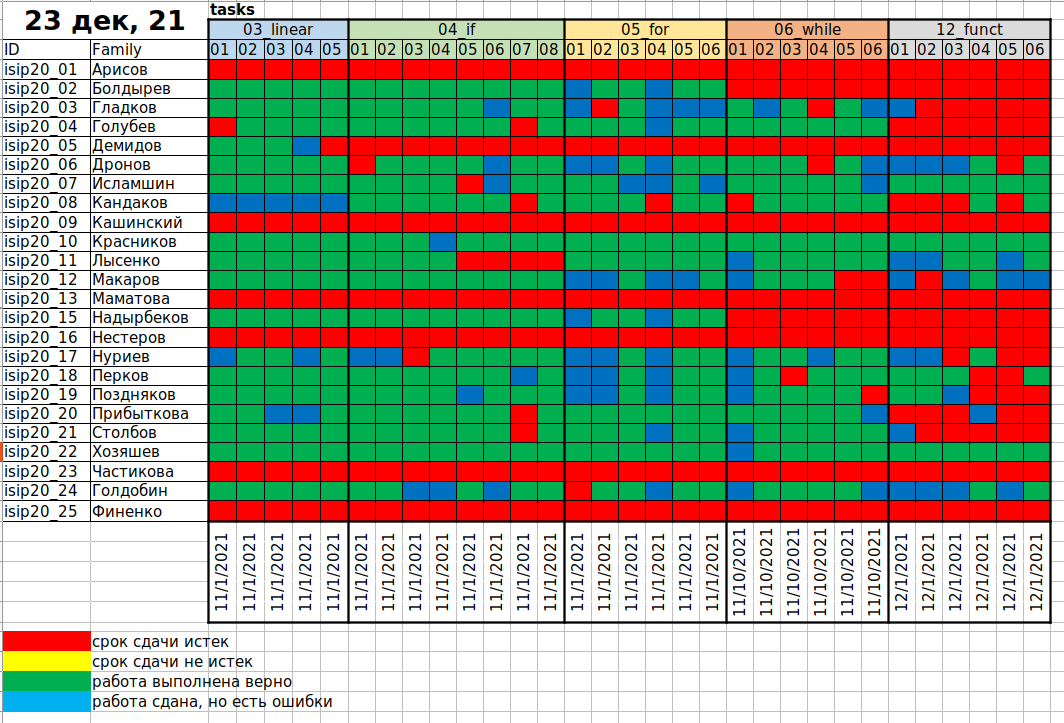 tasks
23 дек, 21
03_linear 04_if 05_for 06_while 12_funct
ID Family 01 02 03 04 05 01 02 03 04 05 06 07 08 01 02 03 04 05 06 01 02 03 04 05 06 01 02 03 04 05 06
isip20_01 Арисов
isip20_02 Болдырев
isip20_03 Гладков
isip20_04 Голубев
isip20_05 Демидов
isip20_06 Дронов
isip20_07 Исламшин
isip20_08 Кандаков
isip20_09 Кашинский
isip20_10 Красников
isip20_11 Лысенко
isip20_12 Макаров
isip20_13 Маматова
isip20_15 Надырбеков
isip20_16 Нестеров
isip20_17 Нуриев
isip20_18 Перков
isip20_19 Поздняков
isip20_20 Прибыткова
isip20_21 Столбов
isip20_22 Хозяшев
isip20_23 Частикова
isip20_24 Голдобин
isip20_25 Финенко
11/1/2021 11/1/2021 11/1/2021 11/1/2021 11/1/2021 11/1/2021 11/1/2021 11/1/2021 11/1/2021 11/1/2021 11/1/2021 11/1/2021 11/1/2021 11/1/2021 11/1/2021 11/1/2021 11/1/2021 11/1/2021 11/1/2021 11/10/2021 11/10/2021 11/10/2021 11/10/2021 11/10/2021 11/10/2021 12/1/2021 12/1/2021 12/1/2021 12/1/2021 12/1/2021 12/1/2021
срок сдачи истек
срок сдачи не истек
работа выполнена верно
работа сдана, но есть ошибки